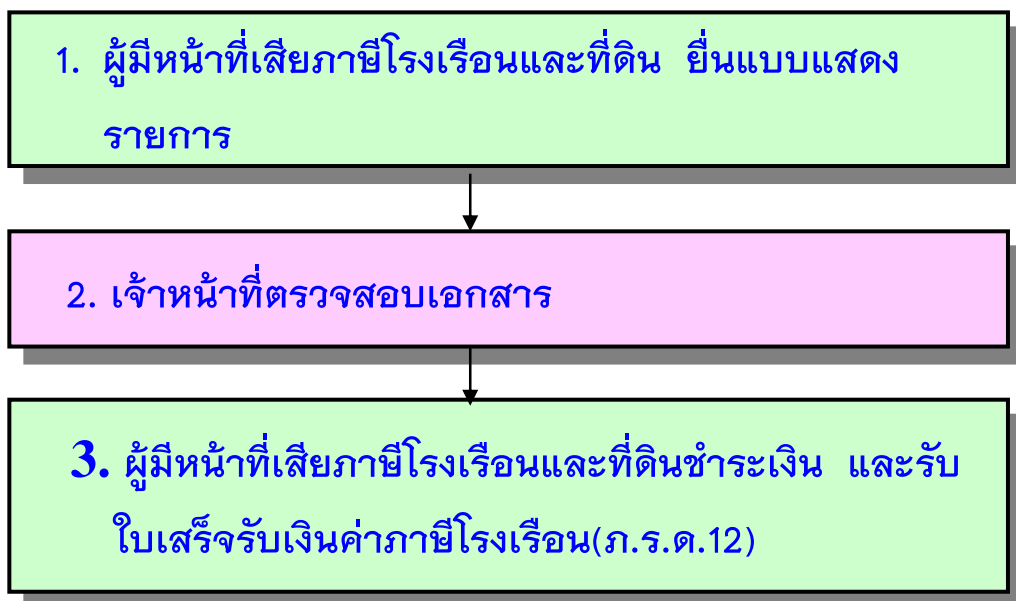 1. ผู้มีหน้าที่เสียภาษีโรงเรือนและที่ดิน ยื่นแบบแสดง
รายการ
2. เจ้าหน้าที่ตรวจสอบเอกสาร
3. ผู้มีหน้าที่เสียภาษีโรงเรือนและที่ดินชำระเงิน และรับ
ใบเสร็จรับเงินค่าภาษีโรงเรือน(ภ.ร.ด.12)